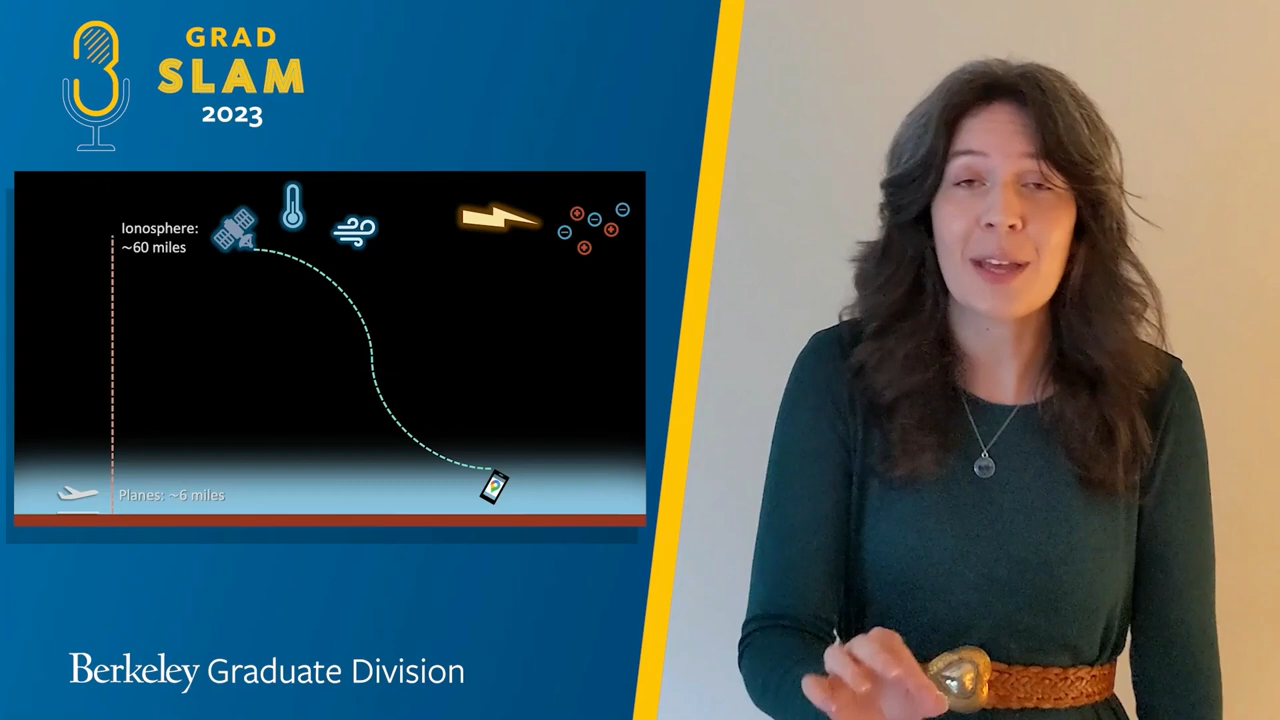 GRAD
SLAM
2023
Ionosphere:
~60 miles
Planes: ~6 miles
Berkeley Graduate Division